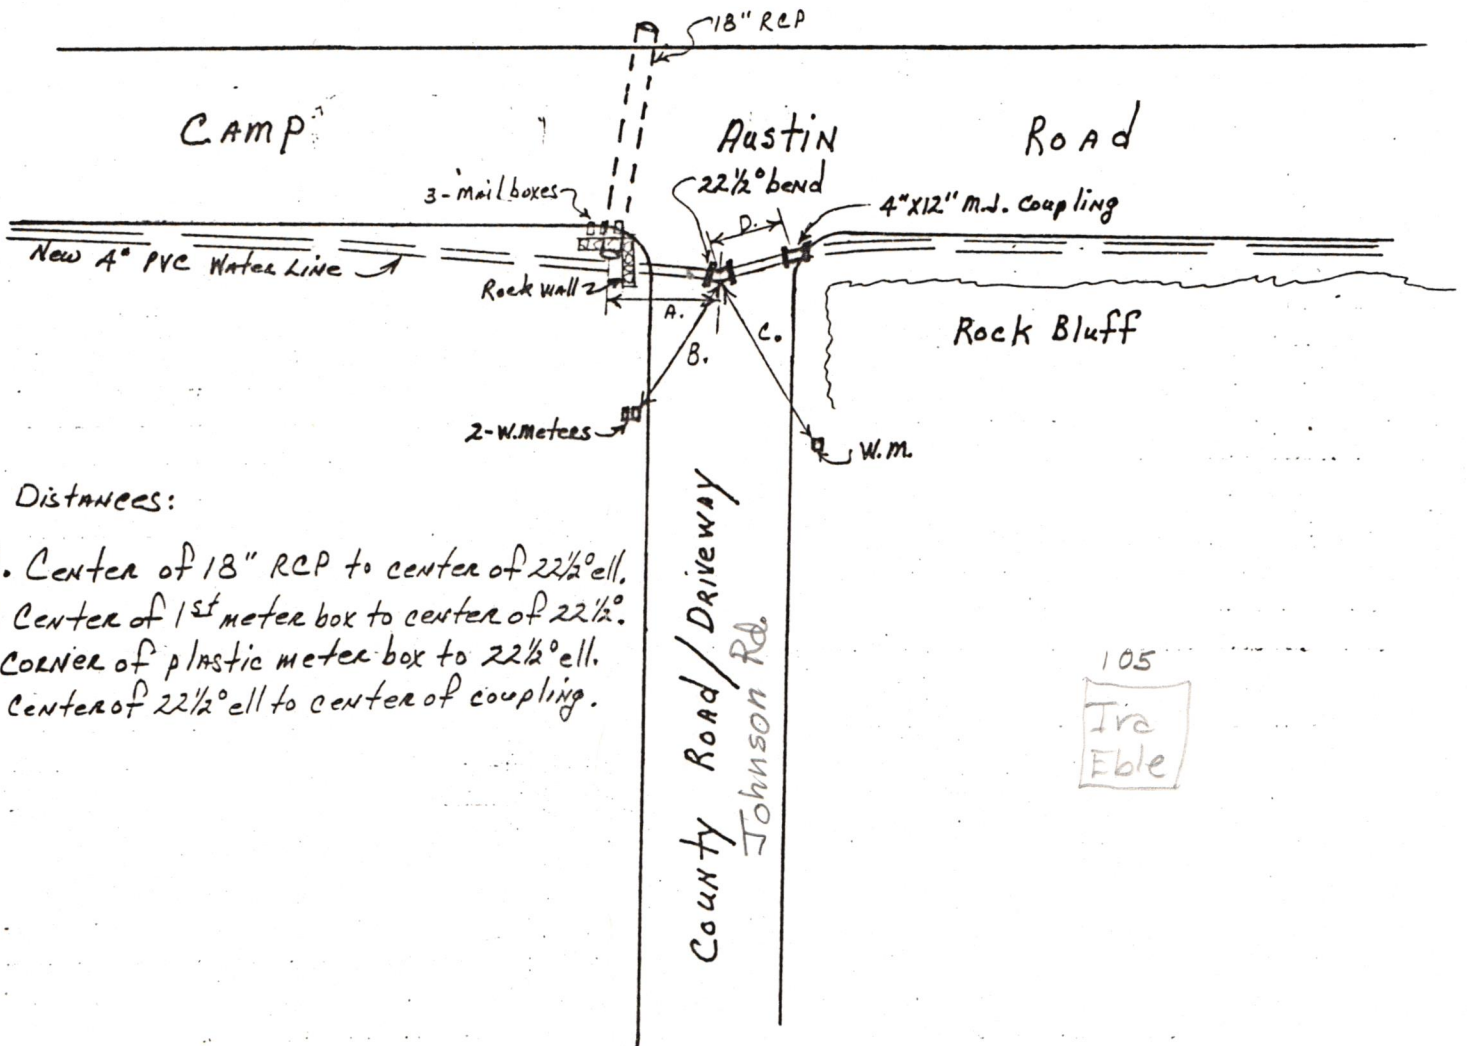 18" RCP
CAMP Austin Road
3-mailboxes
22½° bend
4"X12" M.J. Coupling
D.
New 4" PVC Water Line
Rock Wall
A.
B.
C.
Rock Bluff
2-W.meters
W.M.
Distances:
. Center of 18" RCP to center of 22½° ell.
Center of 1st meter box to center of 22½°.
Corner of plastic meter box to 22½° ell.
Center of 22½° ell to center of coupling.
County Road/Driveway
Johnson Rd.
105
Ira
Eble